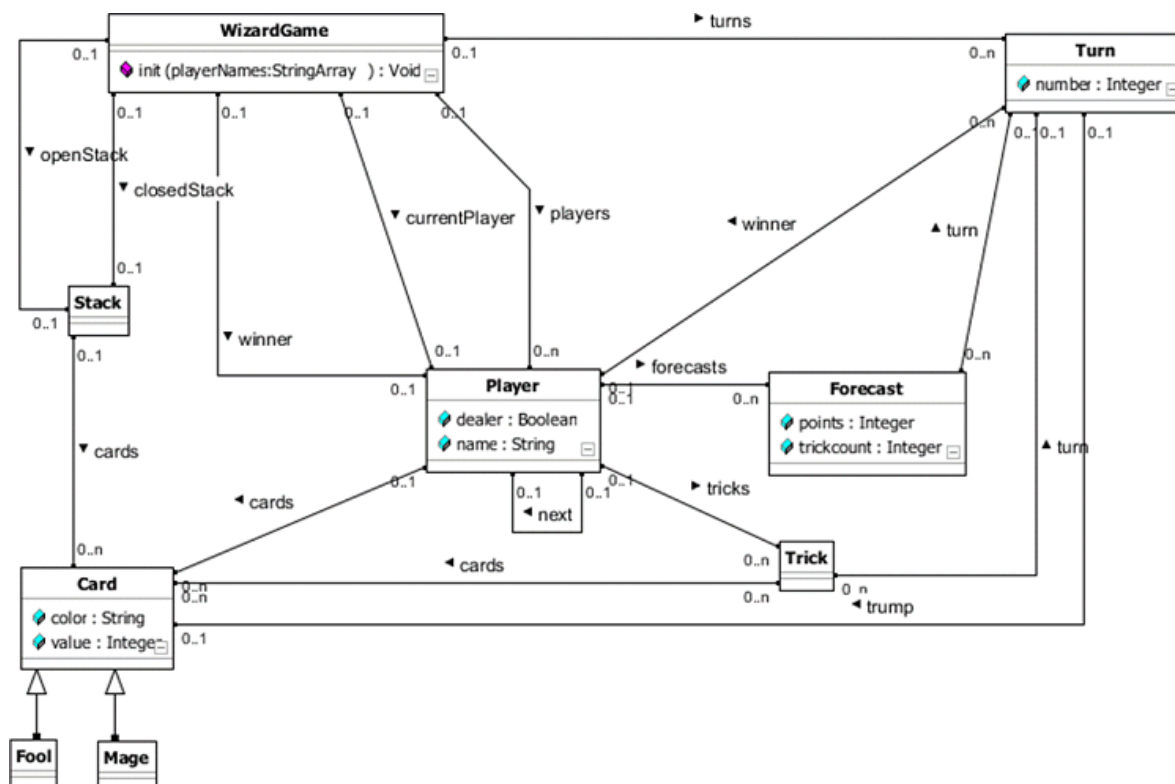 WizardGame
init (playerNames:StringArray ) : Void
turns
0..1
0..1
0..n
Turn
number : Integer
0..1
0..1
0..1
0..1
0..n
0..1
0..1
0..1
openStack
closedStack
currentPlayer
players
winner
turn
0..1
Stack
0..1
0..1
winner
0..1
0..n
forecasts
0..n
Player
dealer : Boolean
name : String
0..1
0..1
0..1
0..n
Forecast
points : Integer
trickcount : Integer
cards
turn
cards
0..1
0..1
0..1
0..1
next
tricks
0..n
cards
0..n
Trick
Card
color : String
value : Integer
0..n
0..n
0..n
0..n
trump
0..1
Fool
Mage